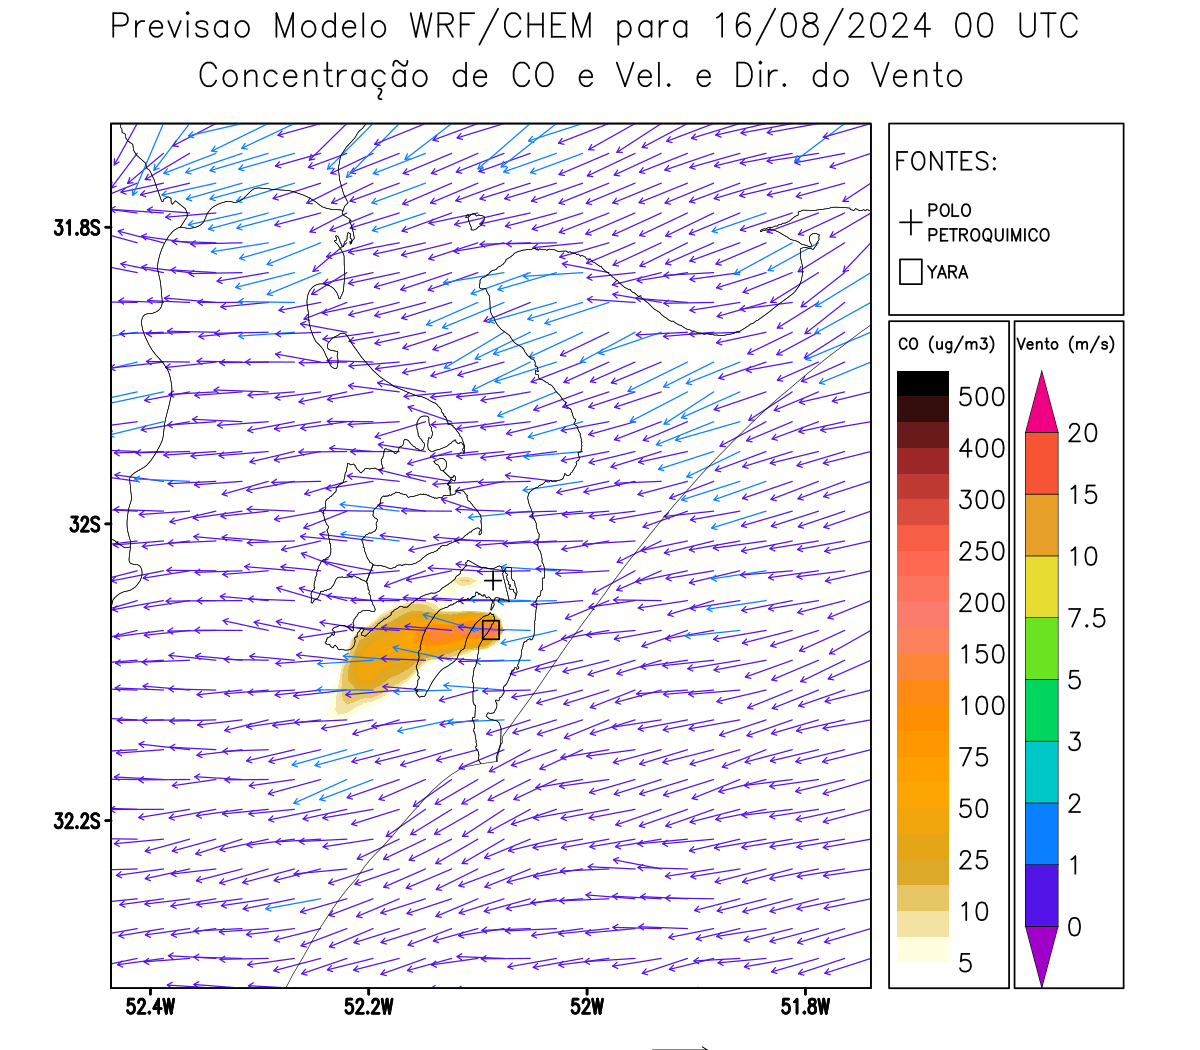 Previsao Modelo WRF/CHEM para 16/08/2024 00 UTC
Concentração de CO e Vel. e Dir. do Vento
FONTES:
POLO
PETROQUIMICO
YARA
CO (ug/m3)
500
400
300
250
200
150
100
75
50
25
10
5
Vento (m/s)
20
15
10
7.5
5
3
2
1
0
31.8S
32S
32.2S
52.4W
52.2W
52W
51.8W